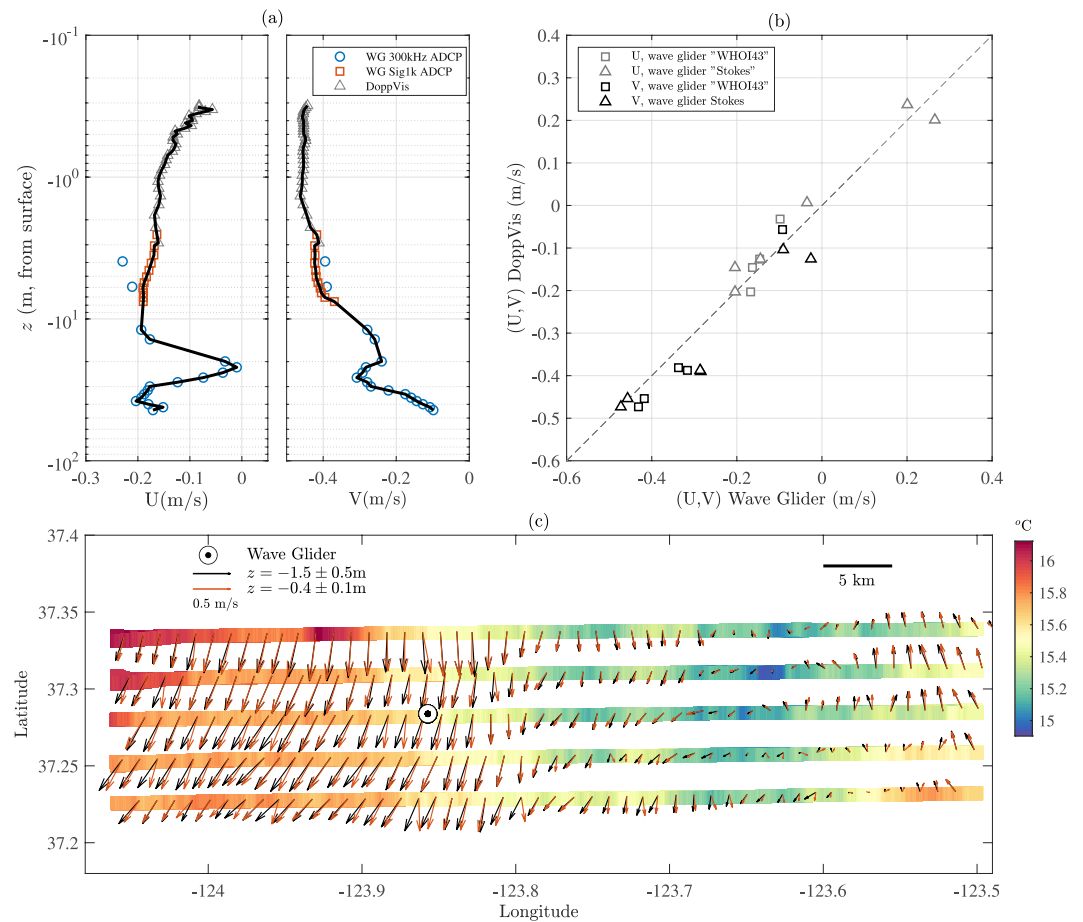 (a)
-10⁻¹
-10⁰
-10¹
-10²
z (m, from surface)
WG 300kHz ADCP
WG Sig1k ADCP
DoppVis
-0.3 -0.2 -0.1 0
U(m/s)
-0.4 -0.2 0
V(m/s)
(b)
0.4
0.3
0.2
0.1
0
-0.1
-0.2
-0.3
-0.4
-0.5
-0.6
(U,V) DoppVis (m/s)
U, wave glider "WHOI43"
U, wave glider "Stokes"
V, wave glider "WHOI43"
V, wave glider Stokes
-0.6 -0.4 -0.2 0 0.2 0.4
(U,V) Wave Glider (m/s)
(c)
37.4
37.35
37.3
37.25
37.2
Latitude
Wave Glider
z = −1.5 ± 0.5m
z = −0.4 ± 0.1m
0.5 m/s
5 km
-124 -123.9 -123.8 -123.7 -123.6 -123.5
Longitude
°C
16
15.8
15.6
15.4
15.2
15